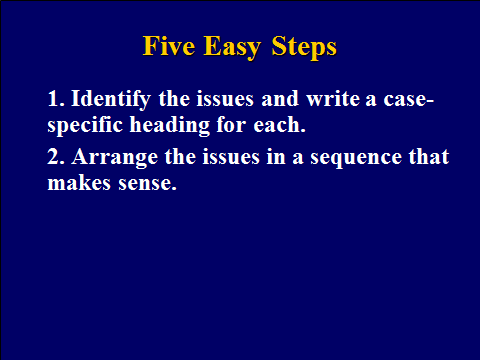 Five Easy Steps
1. Identify the issues and write a case-
specific heading for each.
2. Arrange the issues in a sequence that
makes sense.